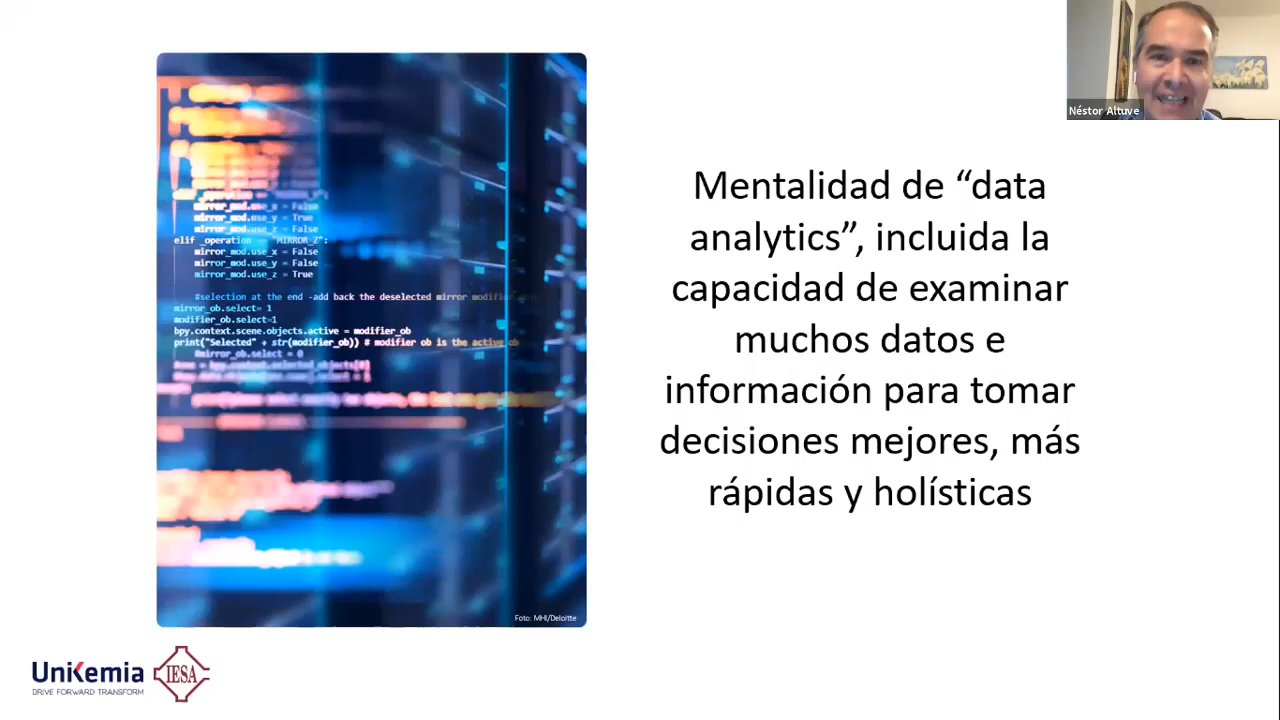 Néstor Altuve
Mentalidad de “data
analytics”, incluida la
capacidad de examinar
muchos datos e
información para tomar
decisiones mejores, más
rápidas y holísticas
mirror_mod.use_x = False
mirror_mod.use_y = True
mirror_mod.use_z = False
elif _operation == "MIRROR_Z":
mirror_mod.use_x = False
mirror_mod.use_y = False
mirror_mod.use_z = True
#selection at the end -add back the deselected mirror modifier
mirror_ob.select= 1
modifier_ob.select=1
bpy.context.scene.objects.active = modifier_ob
print("Selected" + str(modifier_ob)) # modifier ob is the active ob
#mirror_ob.select = 0
Foto: MHI/Deloitte
UniKemia
DRIVE FORWARD TRANSFORM
IESA